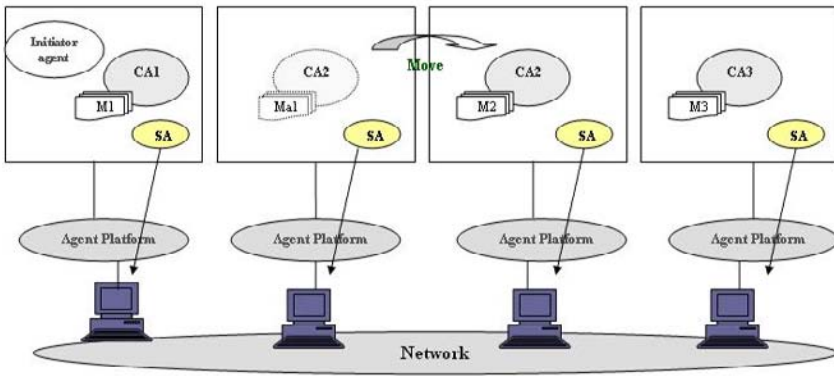 Initiator
agent
CA1
M1
SA
CA2
Ma1
SA
Move
CA2
M2
SA
CA3
M3
SA
Agent Platform
Agent Platform
Agent Platform
Agent Platform
Network